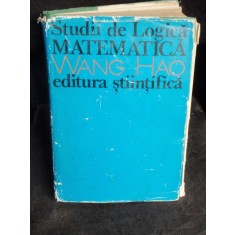 Studii de Logică
MATEMATICĂ
WANG HAO
editura științifică